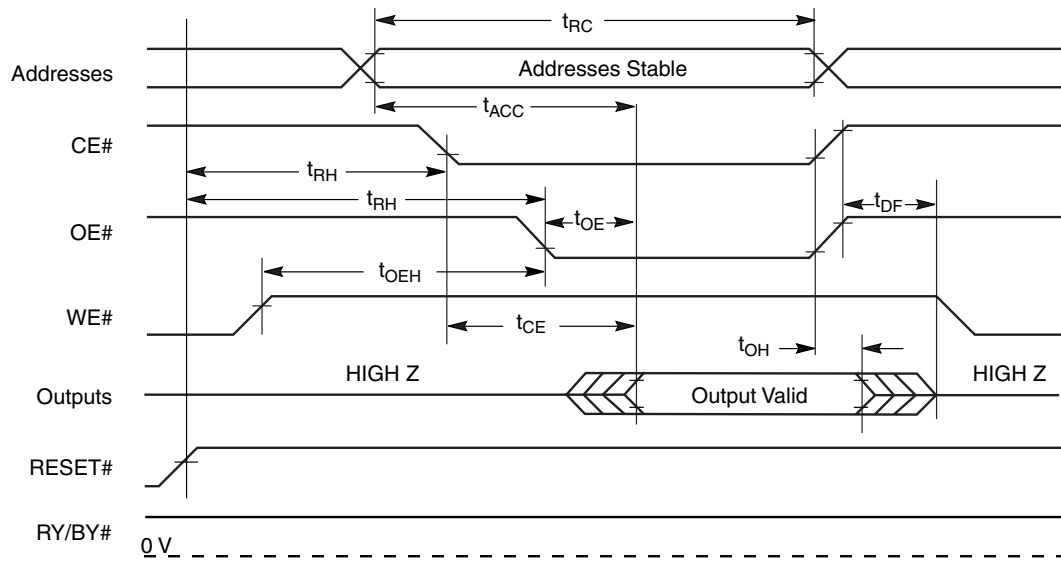 tRC
Addresses
Addresses Stable
tACC
CE#
tRH
tRH
tDF
tOE
OE#
tOEH
WE#
tCE
tOH
HIGH Z
HIGH Z
Outputs
Output Valid
RESET#
RY/BY#
0 V